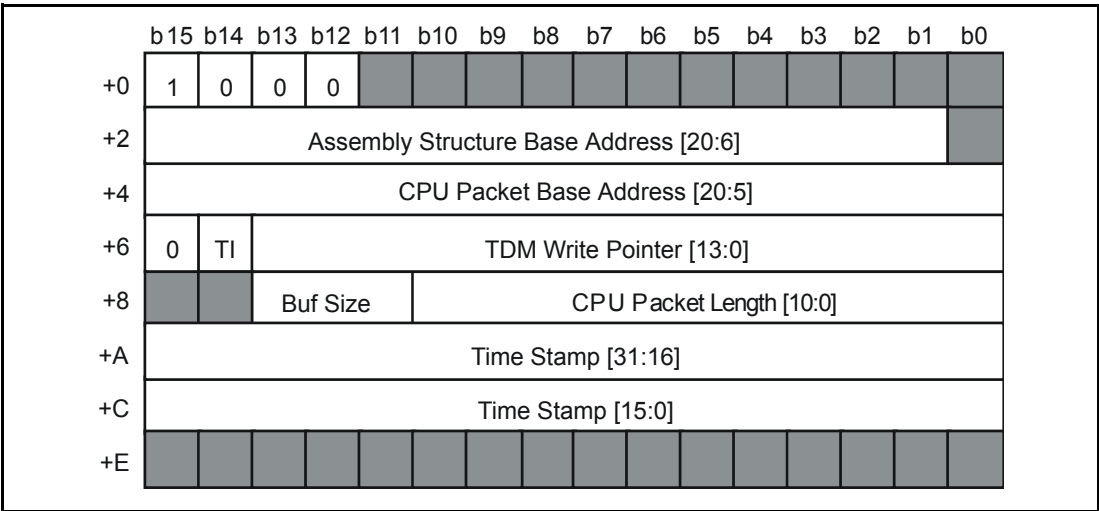 b15 b14 b13 b12 b11 b10 b9 b8 b7 b6 b5 b4 b3 b2 b1 b0
+0 1 0 0 0
+2 Assembly Structure Base Address [20:6]
+4 CPU Packet Base Address [20:5]
+6 0 TI TDM Write Pointer [13:0]
+8 Buf Size CPU Packet Length [10:0]
+A Time Stamp [31:16]
+C Time Stamp [15:0]
+E